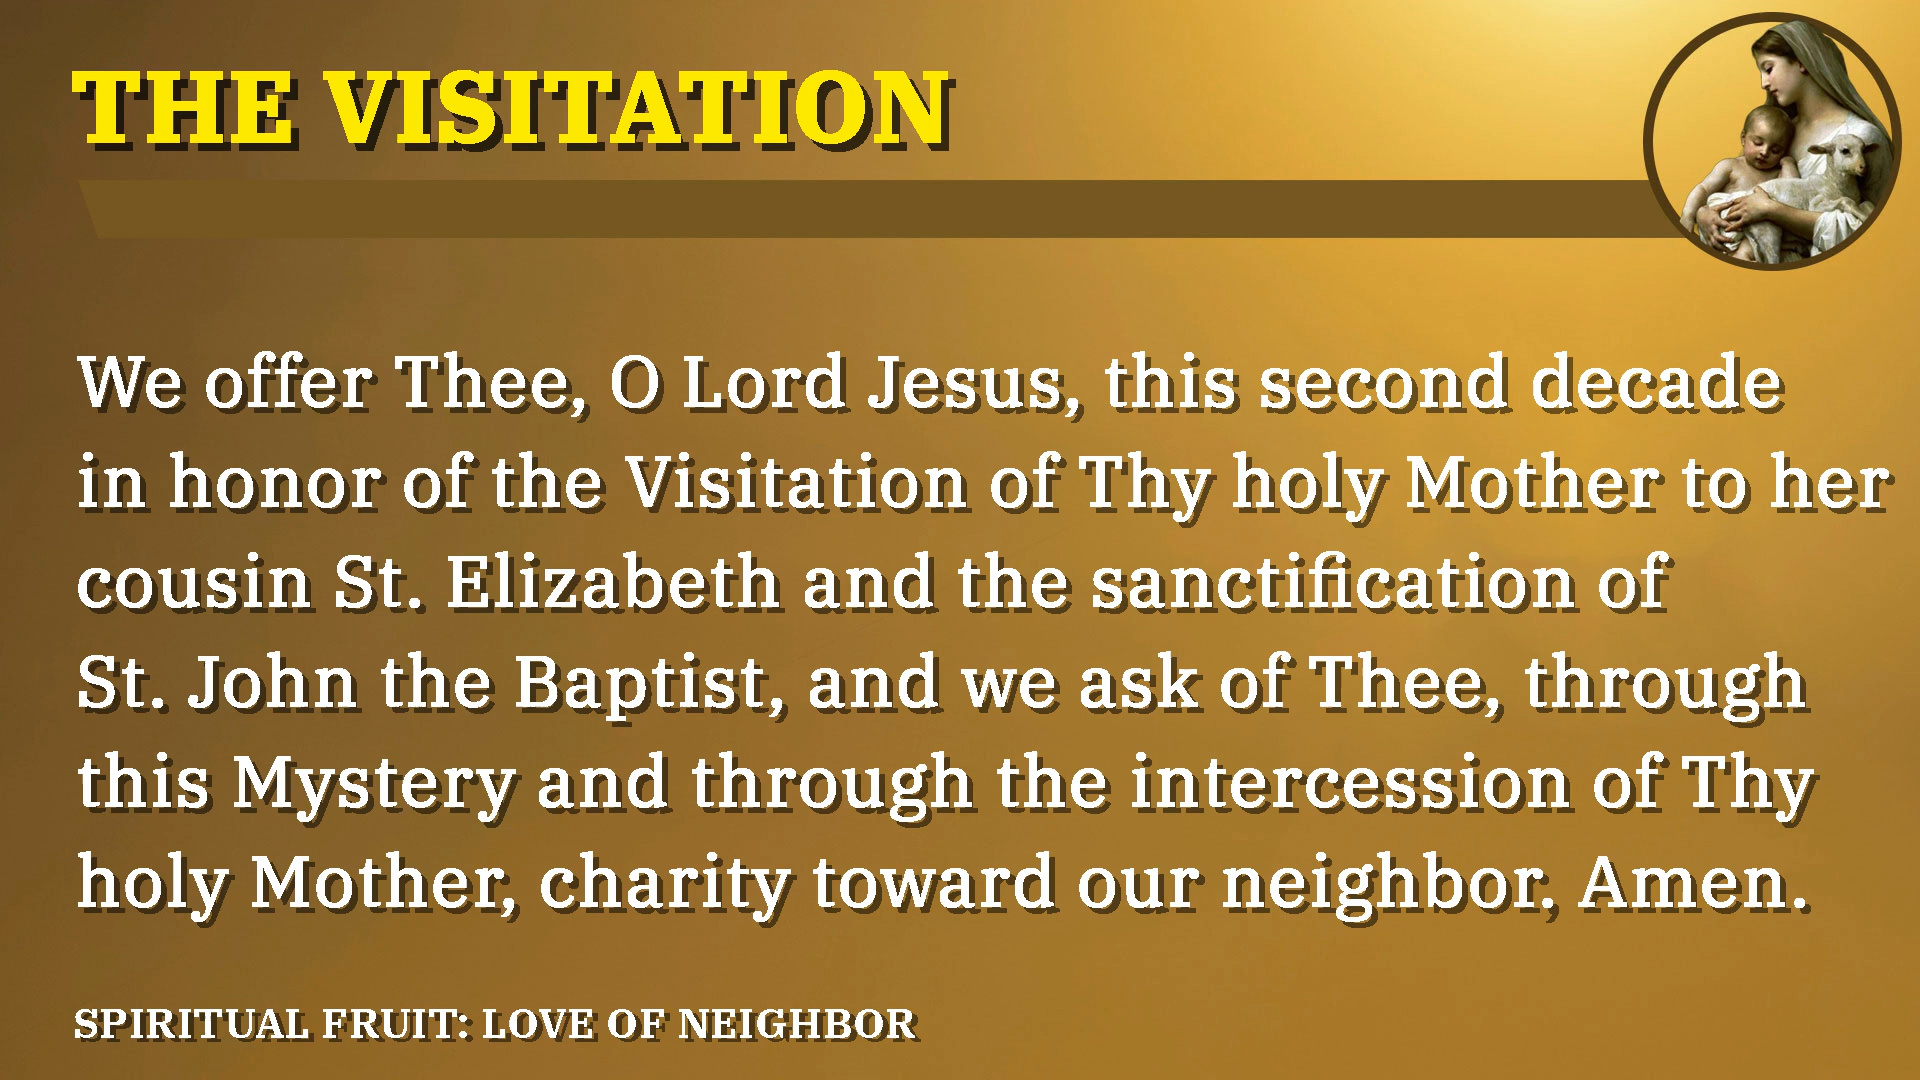 THE VISITATION
We offer Thee, O Lord Jesus, this second decade
in honor of the Visitation of Thy holy Mother to her
cousin St. Elizabeth and the sanctification of
St. John the Baptist, and we ask of Thee, through
this Mystery and through the intercession of Thy
holy Mother, charity toward our neighbor. Amen.
SPIRITUAL FRUIT: LOVE OF NEIGHBOR